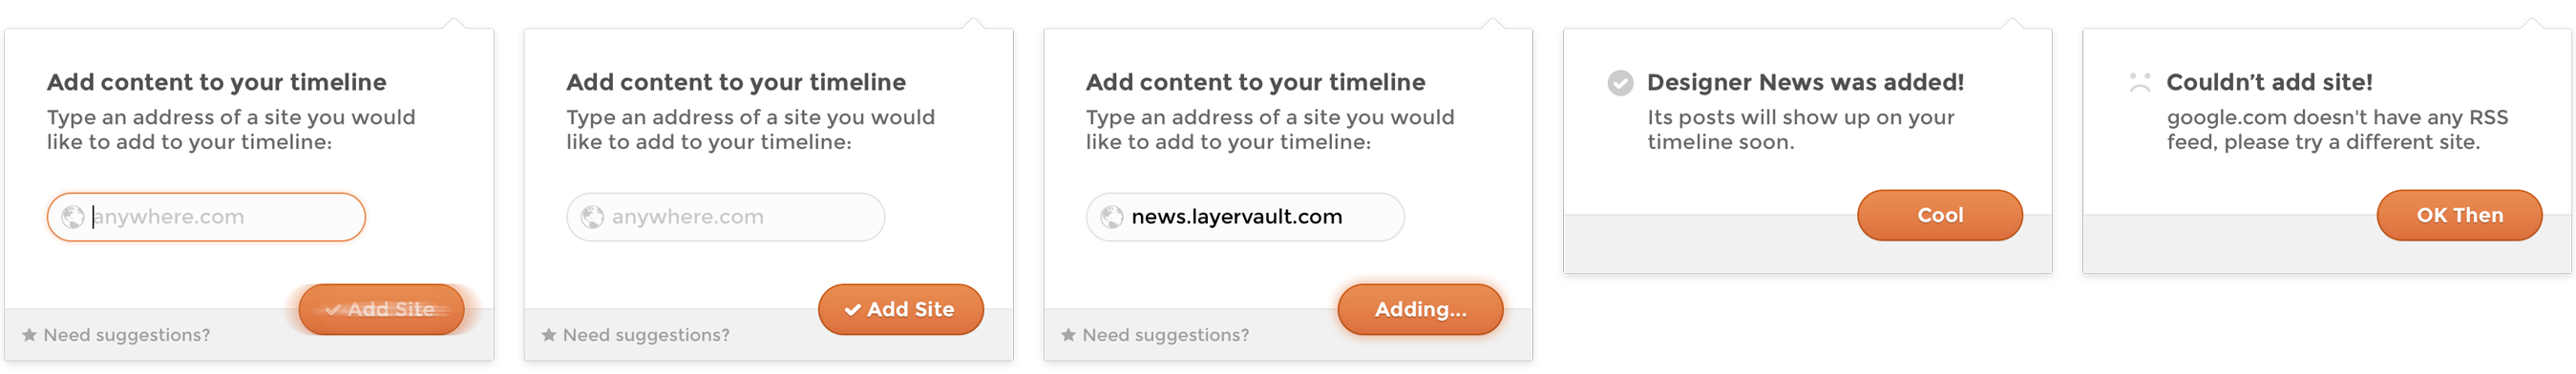 Add content to your timeline
Type an address of a site you would
like to add to your timeline:
anywhere.com
Add Site
Need suggestions?
Add content to your timeline
Type an address of a site you would
like to add to your timeline:
anywhere.com
Add Site
Need suggestions?
Add content to your timeline
Type an address of a site you would
like to add to your timeline:
news.layervault.com
Adding...
Need suggestions?
Designer News was added!
Its posts will show up on your
timeline soon.
Cool
Couldn’t add site!
google.com doesn't have any RSS
feed, please try a different site.
OK Then